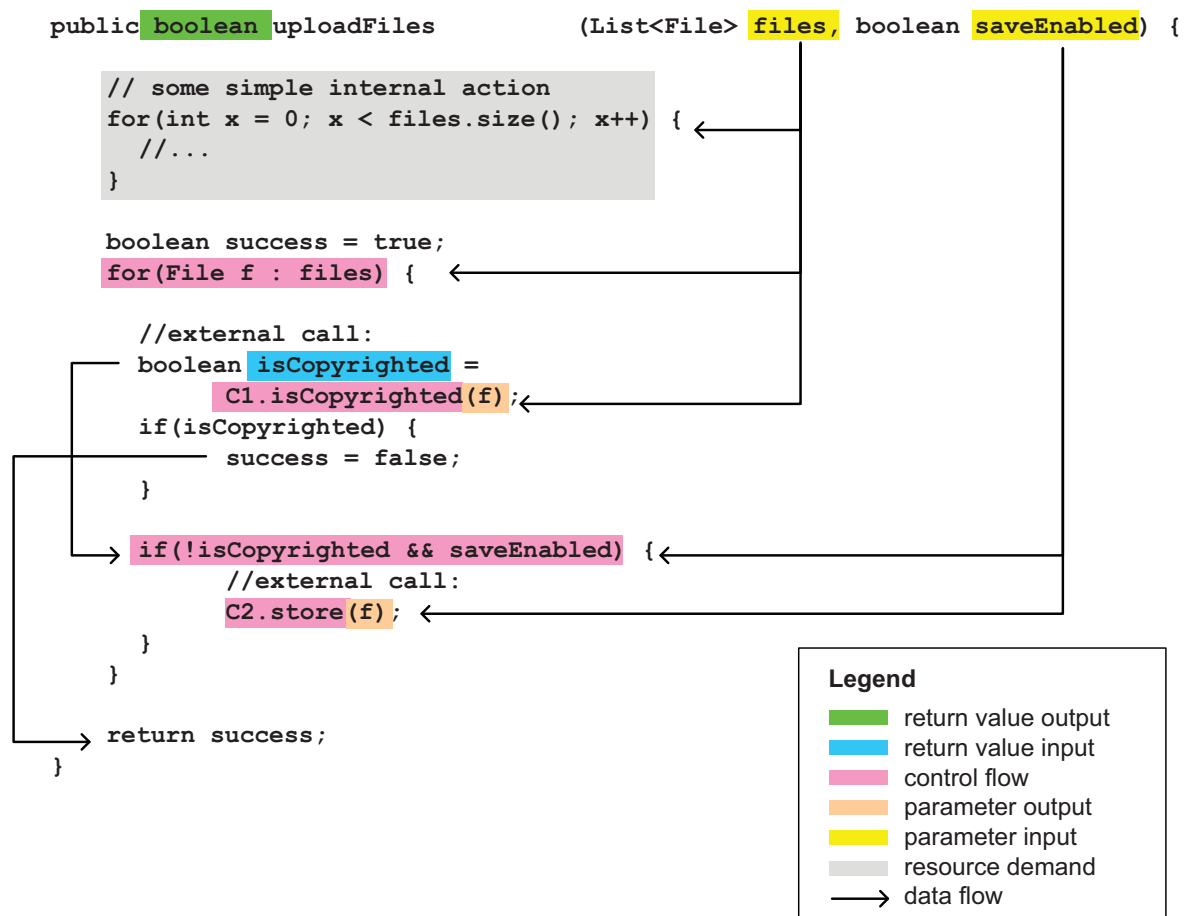 public boolean uploadFiles (List<File> files, boolean saveEnabled) {
// some simple internal action
for(int x = 0; x < files.size(); x++) {
//...
}
boolean success = true;
for(File f : files) {
//external call:
boolean isCopyrighted =
C1.isCopyrighted(f);
if(isCopyrighted) {
success = false;
}
if(!isCopyrighted && saveEnabled) {
//external call:
C2.store(f);
}
}
return success;
}
Legend
return value output
return value input
control flow
parameter output
parameter input
resource demand
data flow